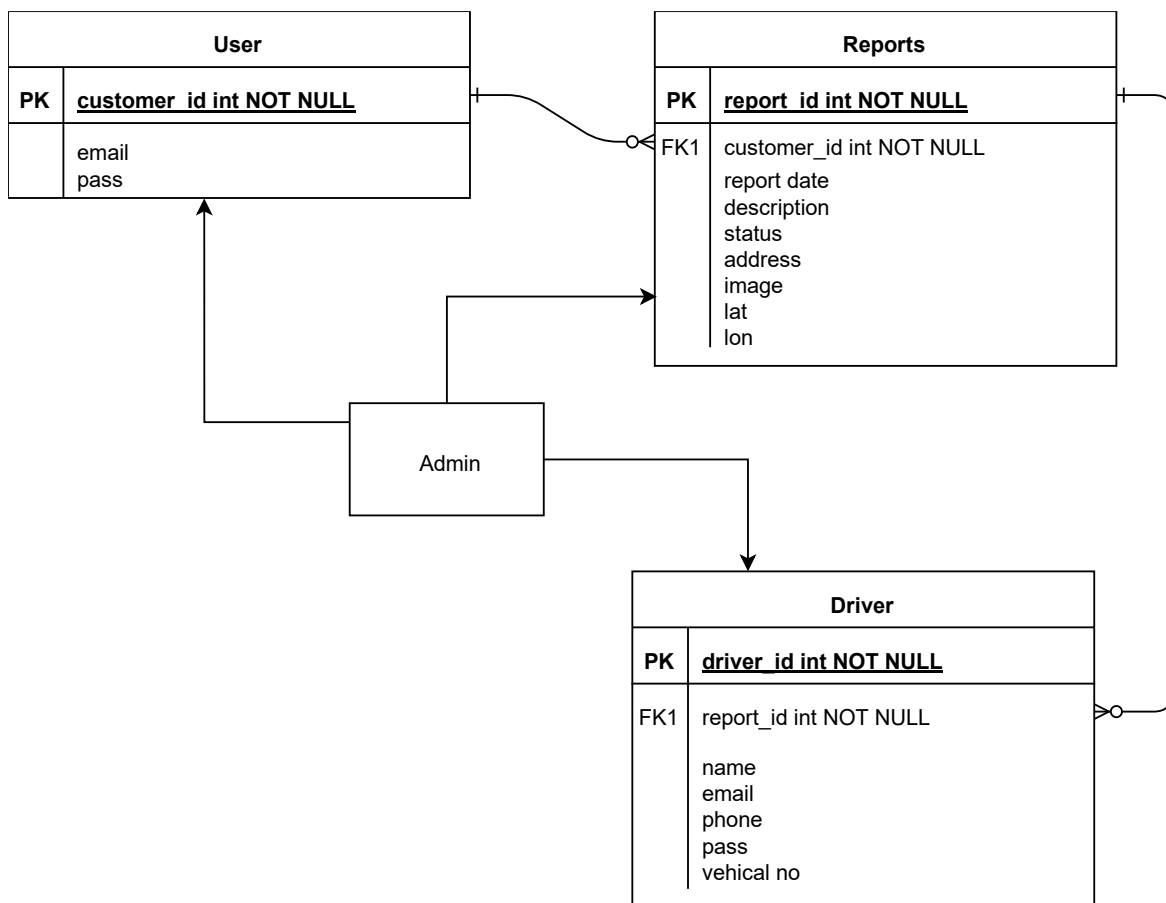 User
PK customer_id int NOT NULL
email
pass
Reports
PK report_id int NOT NULL
FK1 customer_id int NOT NULL
report date
description
status
address
image
lat
lon
Admin
Driver
PK driver_id int NOT NULL
FK1 report_id int NOT NULL
name
email
phone
pass
vehical no